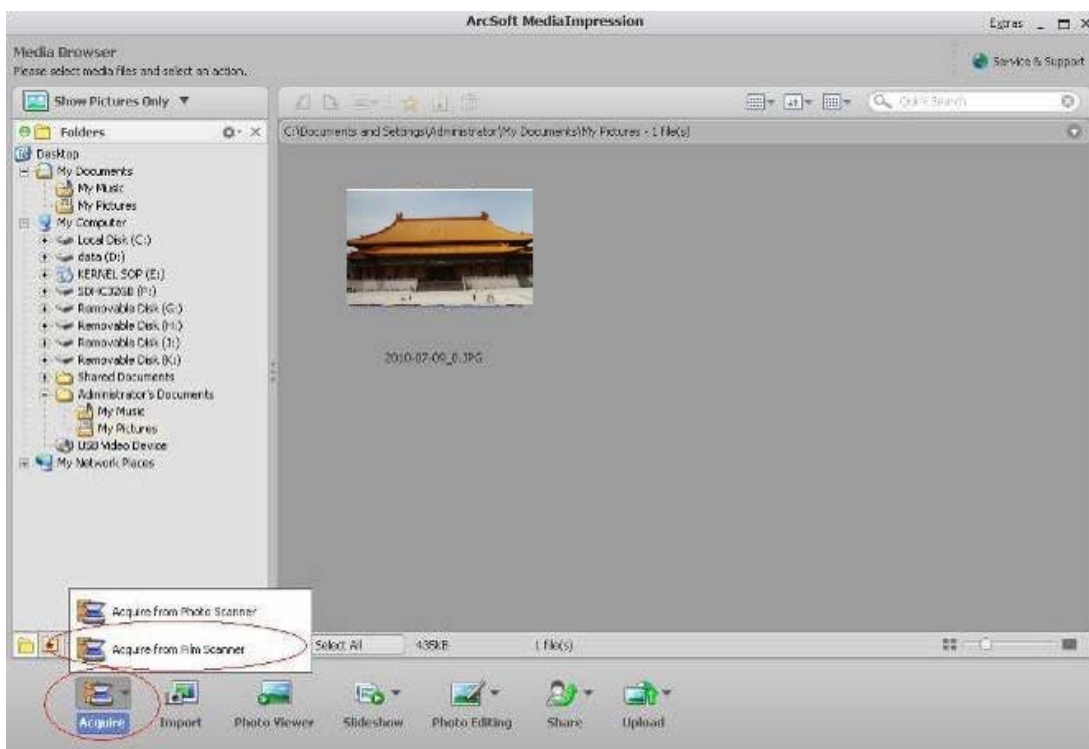 ArcSoft MediaImpression
Extras
Media Browser
Please select media files and select an action.
Service & Support
Show Pictures Only
Quick Search
Folders
C:\Documents and Settings\Administrator\My Documents\My Pictures - 1 file(s)
Desktop
My Documents
My Music
My Pictures
My Computer
Local Disk (C:)
data (D:)
KERNEL SOP (E:)
SDHC32GB (F:)
Removable Disk (G:)
Removable Disk (H:)
Removable Disk (J:)
Removable Disk (K:)
Shared Documents
Administrator's Documents
My Music
My Pictures
USB Video Device
My Network Places
2010-07-09_0.JPG
Acquire from Photo Scanner
Acquire from Film Scanner
Select All
435kB
1 file(s)
Acquire
Import
Photo Viewer
Slideshow
Photo Editing
Share
Upload